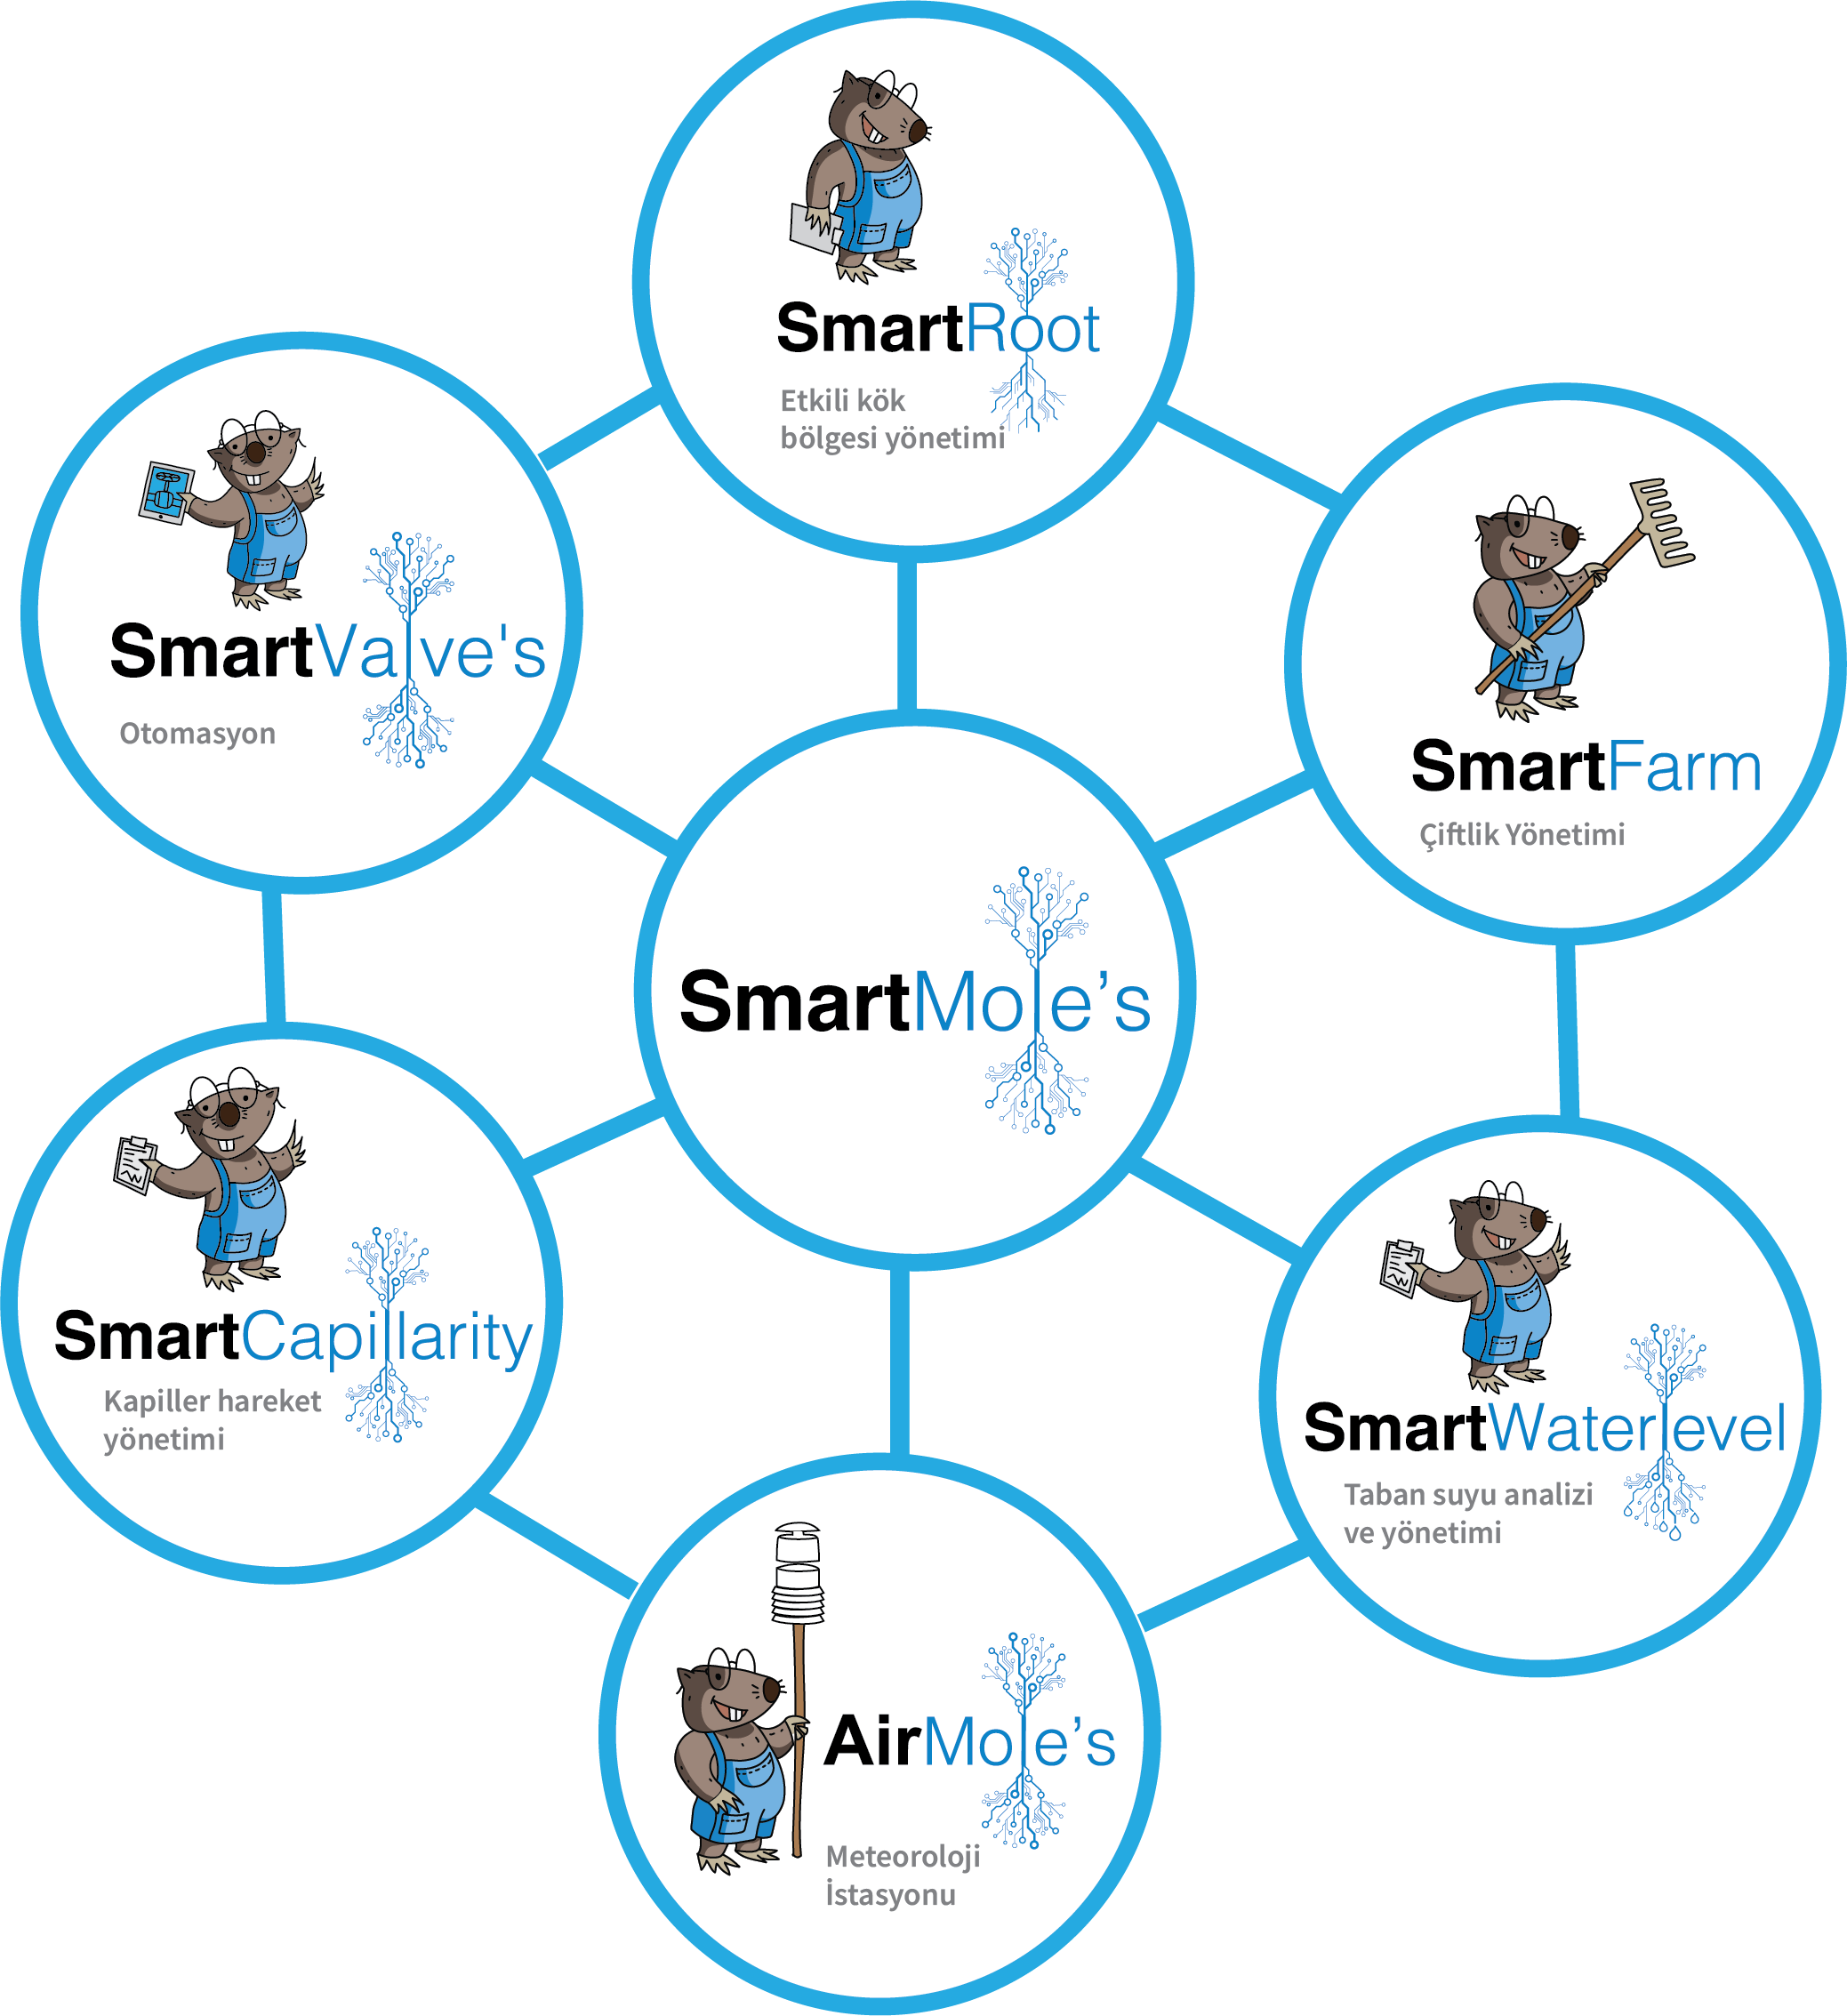 SmartRoot
Etkili kök
bölgesi yönetimi
SmartValve's
Otomasyon
SmartFarm
Çiftlik Yönetimi
SmartMole's
SmartCapillarity
Kapiller hareket
yönetimi
SmartWaterlevel
Taban suyu analizi
ve yönetimi
AirMole's
Meteoroloji
İstasyonu